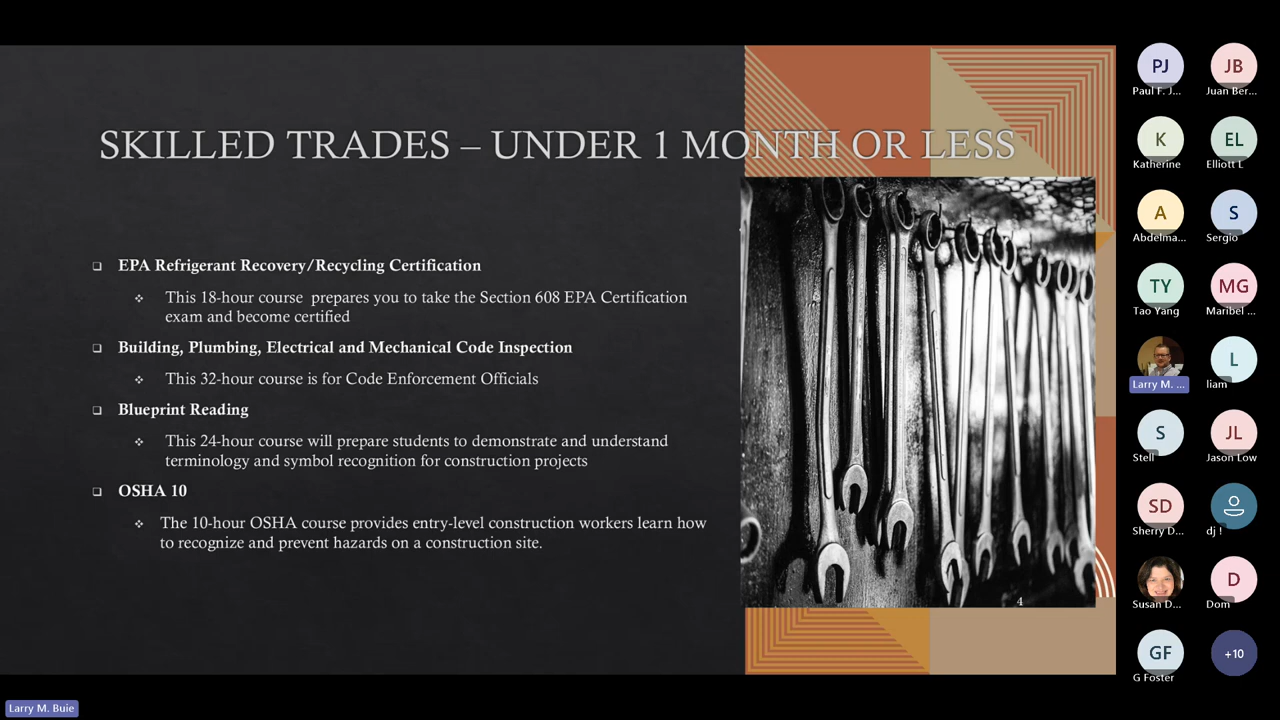 SKILLED TRADES – UNDER 1 MONTH OR LESS
❑ EPA Refrigerant Recovery/Recycling Certification
❖ This 18-hour course prepares you to take the Section 608 EPA Certification
exam and become certified
❑ Building, Plumbing, Electrical and Mechanical Code Inspection
❖ This 32-hour course is for Code Enforcement Officials
❑ Blueprint Reading
❖ This 24-hour course will prepare students to demonstrate and understand
terminology and symbol recognition for construction projects
❑ OSHA 10
❖ The 10-hour OSHA course provides entry-level construction workers learn how
to recognize and prevent hazards on a construction site.
4
PJ
Paul F. J...
JB
Juan Ber...
K
Katherine
EL
Elliott L
A
Abdelma...
S
Sergio
TY
Tao Yang
MG
Maribel ...
Larry M. ...
L
liam
S
Stell
JL
Jason Low
SD
Sherry D...
dj !
Susan D...
D
Dom
GF
G Foster
+10
Larry M. Buie